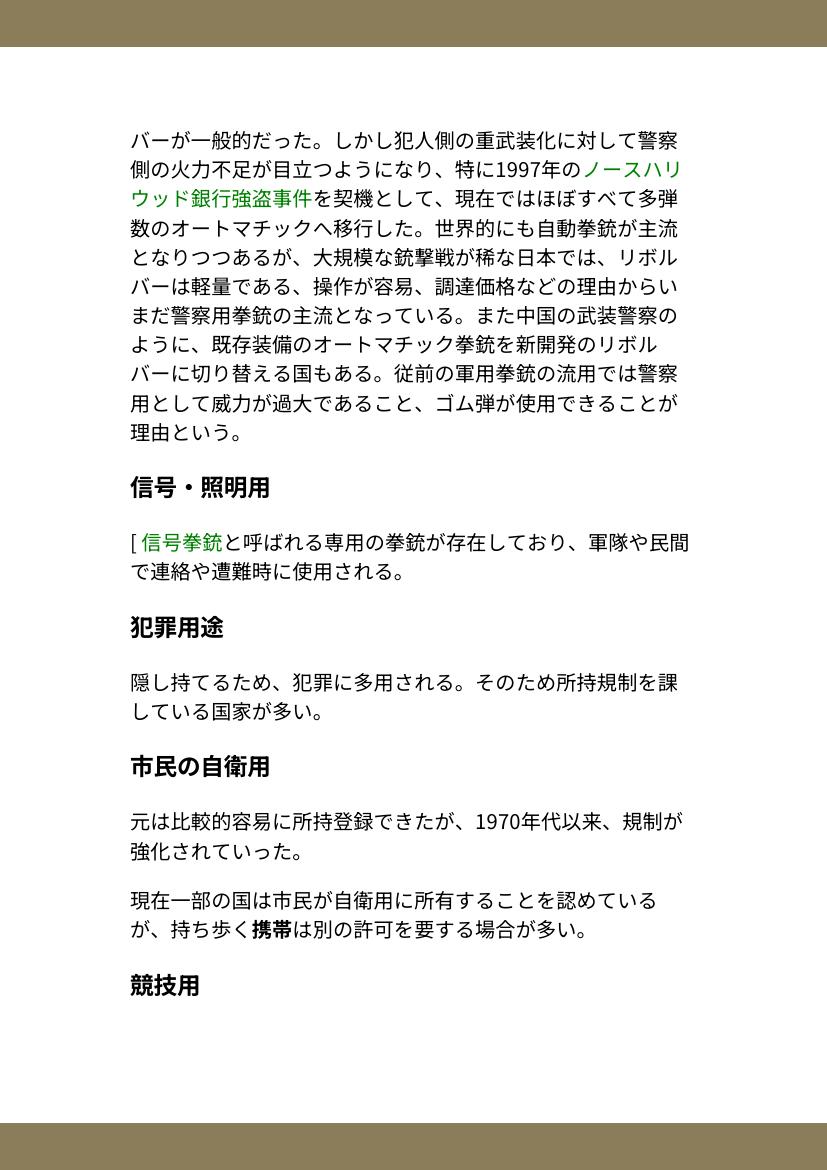 バーが一般的だった。しかし犯人側の重武装化に対して警察
側の火力不足が目立つようになり、特に1997年のノースハリ
ウッド銀行強盗事件を契機として、現在ではほぼすべて多弾
数のオートマチックへ移行した。世界的にも自動拳銃が主流
となりつつあるが、大規模な銃撃戦が稀な日本では、リボル
バーは軽量である、操作が容易、調達価格などの理由からい
まだ警察用拳銃の主流となっている。また中国の武装警察の
ように、既存装備のオートマチック拳銃を新開発のリボル
バーに切り替える国もある。従前の軍用拳銃の流用では警察
用として威力が過大であること、ゴム弾が使用できることが
理由という。
信号・照明用
[ 信号拳銃と呼ばれる専用の拳銃が存在しており、軍隊や民間
で連絡や遭難時に使用される。
犯罪用途
隠し持てるため、犯罪に多用される。そのため所持規制を課
している国家が多い。
市民の自衛用
元は比較的容易に所持登録できたが、1970年代以来、規制が
強化されていった。
現在一部の国は市民が自衛用に所有することを認めている
が、持ち歩く携帯は別の許可を要する場合が多い。
競技用